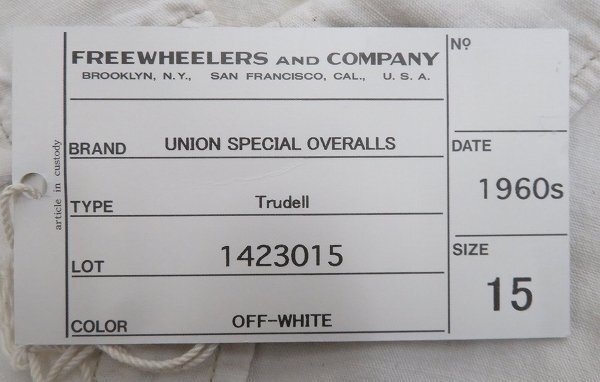 FREEWHEELERS AND COMPANY
BROOKLYN, N.Y., SAN FRANCISCO, CAL., U. S. A.
Nº
BRAND UNION SPECIAL OVERALLS
DATE
1960s
TYPE Trudell
LOT 1423015
SIZE
15
COLOR OFF-WHITE
article in custody